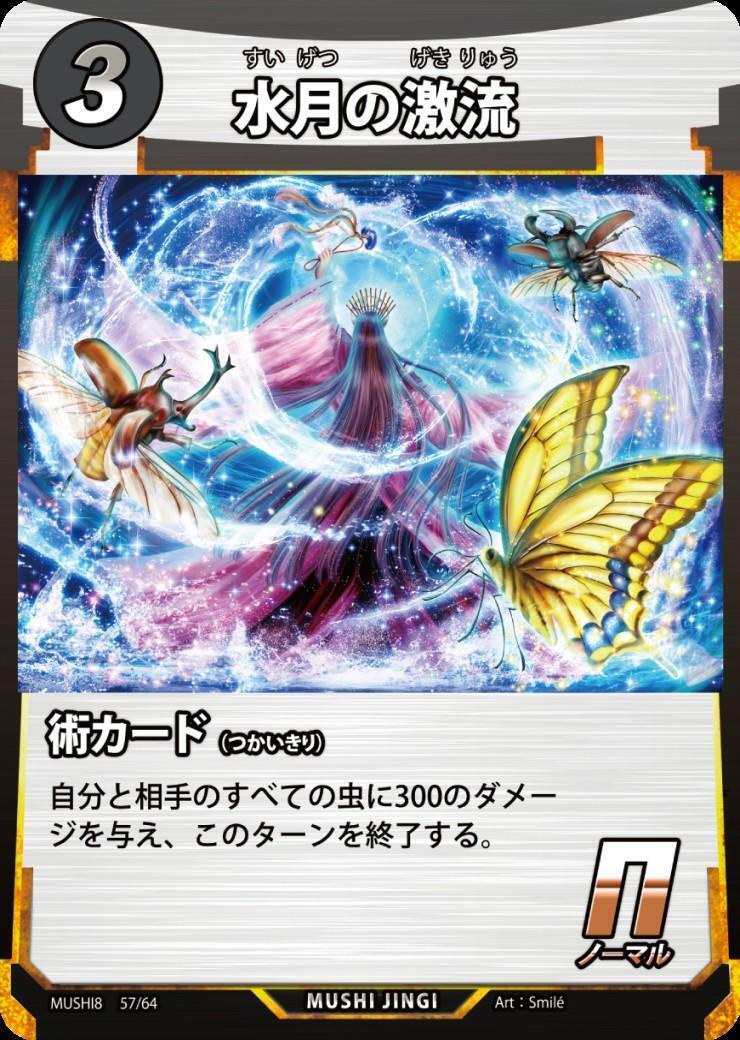 3
すい げつ げき りゅう
水月の激流
術カード (つかいきり)
自分と相手のすべての虫に300のダメー
ジを与え、このターンを終了する。
ノーマル
MUSHI8 57/64 MUSHI JINGI Art：Smilé